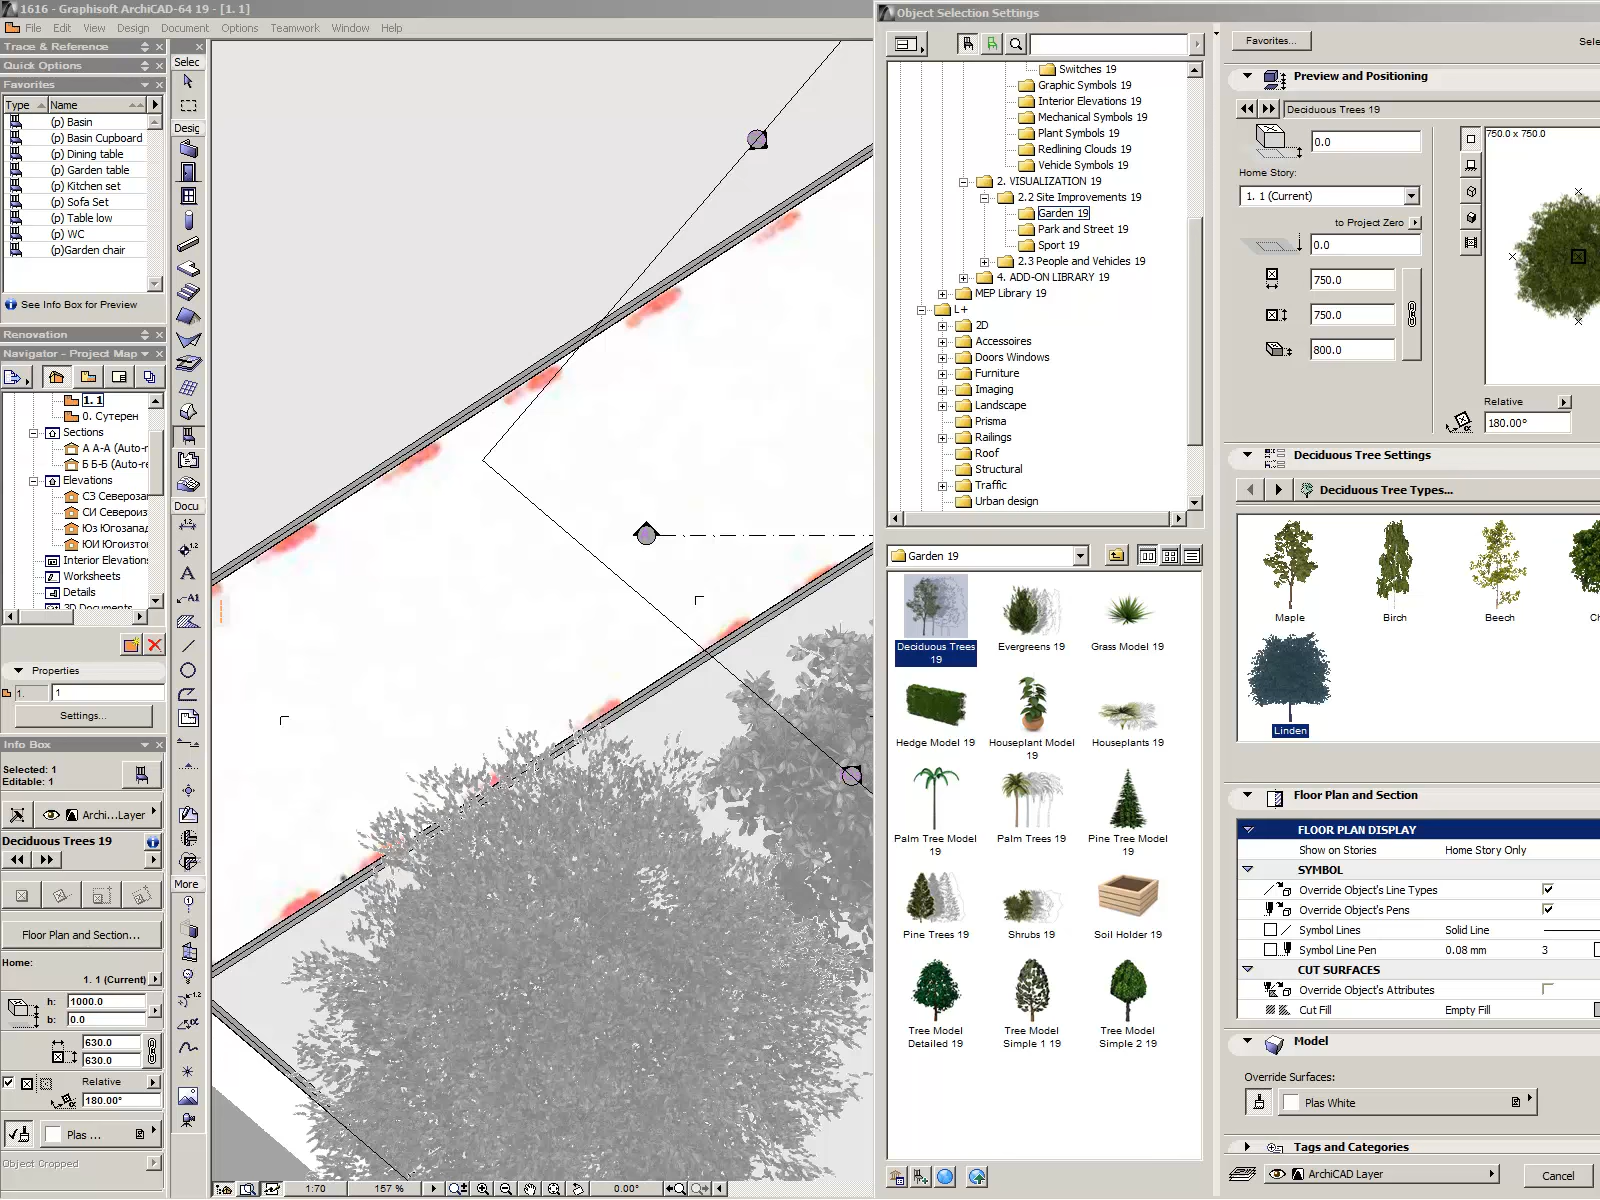 1616 - Graphisoft ArchiCAD-64 19 - [1. 1]
File Edit View Design Document Options Teamwork Window Help
Trace & Reference
Quick Options
Favorites
Type Name
(p) Basin
(p) Basin Cupboard
(p) Dining table
(p) Garden table
(p) Kitchen set
(p) Sofa Set
(p) Table low
(p) WC
(p)Garden chair
See Info Box for Preview
Renovation
Navigator - Project Map
1. 1
0. Сутерен
Sections
А А-А (Auto-r
Б Б-Б (Auto-re
Elevations
СЗ Северозап
СИ Североиз
Юз Югозапад
ЮИ Югоизто
Interior Elevations
Worksheets
Details
3D Documents
Properties
1. 1
Settings...
Info Box
Selected: 1
Editable: 1
Archi...Layer
Deciduous Trees 19
Floor Plan and Section...
Home:
1. 1 (Current)
h: 1000.0
b: 0.0
630.0
630.0
Relative
180.00°
Plas ...
Object Cropped
Selec
Desig
Docu
1.2
1.2
A
A1
More
1
1.2
1:70 157 % 0.00°
Object Selection Settings
Switches 19
Graphic Symbols 19
Interior Elevations 19
Mechanical Symbols 19
Plant Symbols 19
Redlining Clouds 19
Vehicle Symbols 19
2. VISUALIZATION 19
2.2 Site Improvements 19
Garden 19
Park and Street 19
Sport 19
2.3 People and Vehicles 19
4. ADD-ON LIBRARY 19
MEP Library 19
L+
2D
Accessoires
Doors Windows
Furniture
Imaging
Landscape
Prisma
Railings
Roof
Structural
Traffic
Urban design
Garden 19
Deciduous Trees 19
Evergreens 19
Grass Model 19
Hedge Model 19
Houseplant Model 19
Houseplants 19
Palm Tree Model 19
Palm Trees 19
Pine Tree Model 19
Pine Trees 19
Shrubs 19
Soil Holder 19
Tree Model Detailed 19
Tree Model Simple 1 19
Tree Model Simple 2 19
Favorites...
Sele
Preview and Positioning
Deciduous Trees 19
0.0
Home Story:
1. 1 (Current)
to Project Zero
0.0
750.0
750.0
800.0
750.0 x 750.0
Relative
180.00°
Deciduous Tree Settings
Deciduous Tree Types...
Maple
Birch
Beech
Ch
Linden
Floor Plan and Section
FLOOR PLAN DISPLAY
Show on Stories Home Story Only
SYMBOL
Override Object's Line Types
Override Object's Pens
Symbol Lines Solid Line
Symbol Line Pen 0.08 mm 3
CUT SURFACES
Override Object's Attributes
Cut Fill Empty Fill
Model
Override Surfaces:
Plas White
Tags and Categories
ArchiCAD Layer
Cancel